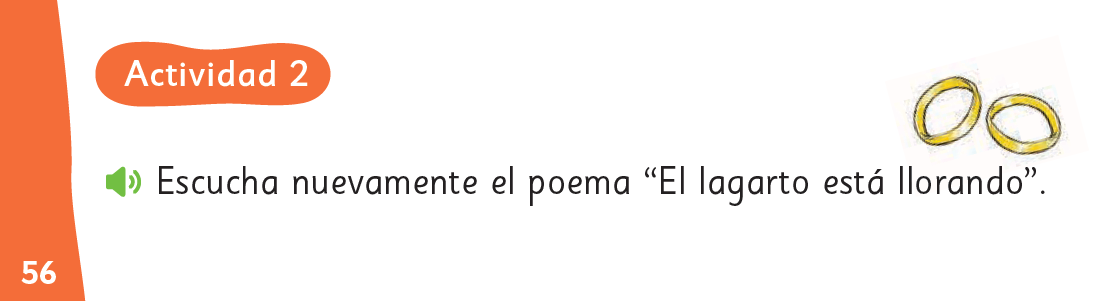 Actividad 2
Escucha nuevamente el poema “El lagarto está llorando”.
56